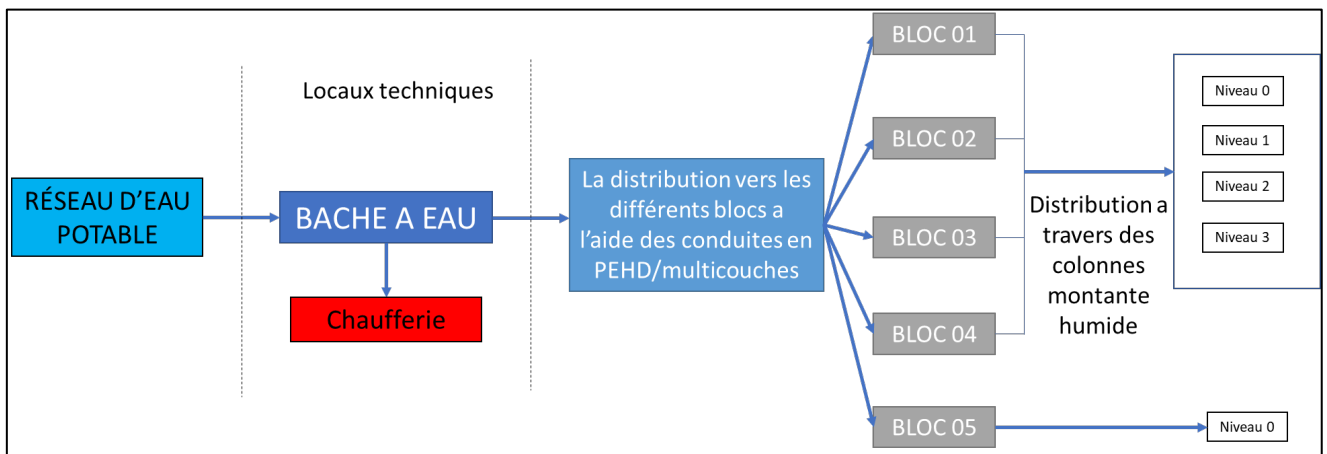 Locaux techniques
RÉSEAU D'EAU
POTABLE
BACHE A EAU
Chaufferie
La distribution vers les
différents blocs a
l'aide des conduites en
PEHD/multicouches
BLOC 01
BLOC 02
BLOC 03
BLOC 04
BLOC 05
Distribution a
travers des
colonnes
montante
humide
Niveau 0
Niveau 1
Niveau 2
Niveau 3
Niveau 0